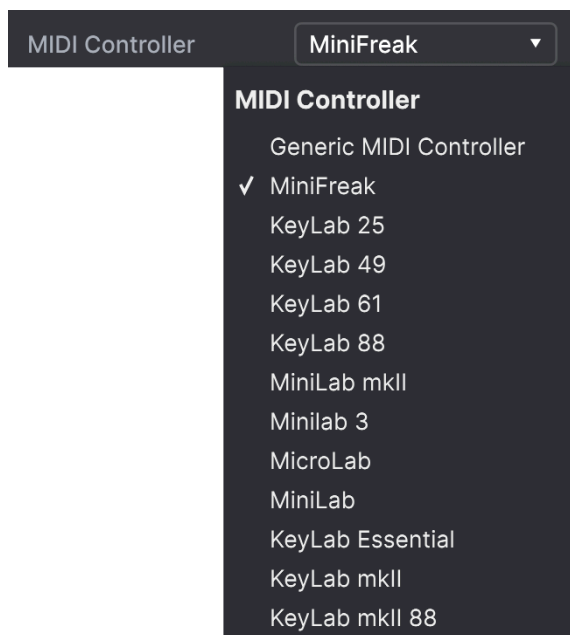 MIDI Controller MiniFreak ▼
MIDI Controller
Generic MIDI Controller
✓ MiniFreak
KeyLab 25
KeyLab 49
KeyLab 61
KeyLab 88
MiniLab mkII
Minilab 3
MicroLab
MiniLab
KeyLab Essential
KeyLab mkII
KeyLab mkII 88